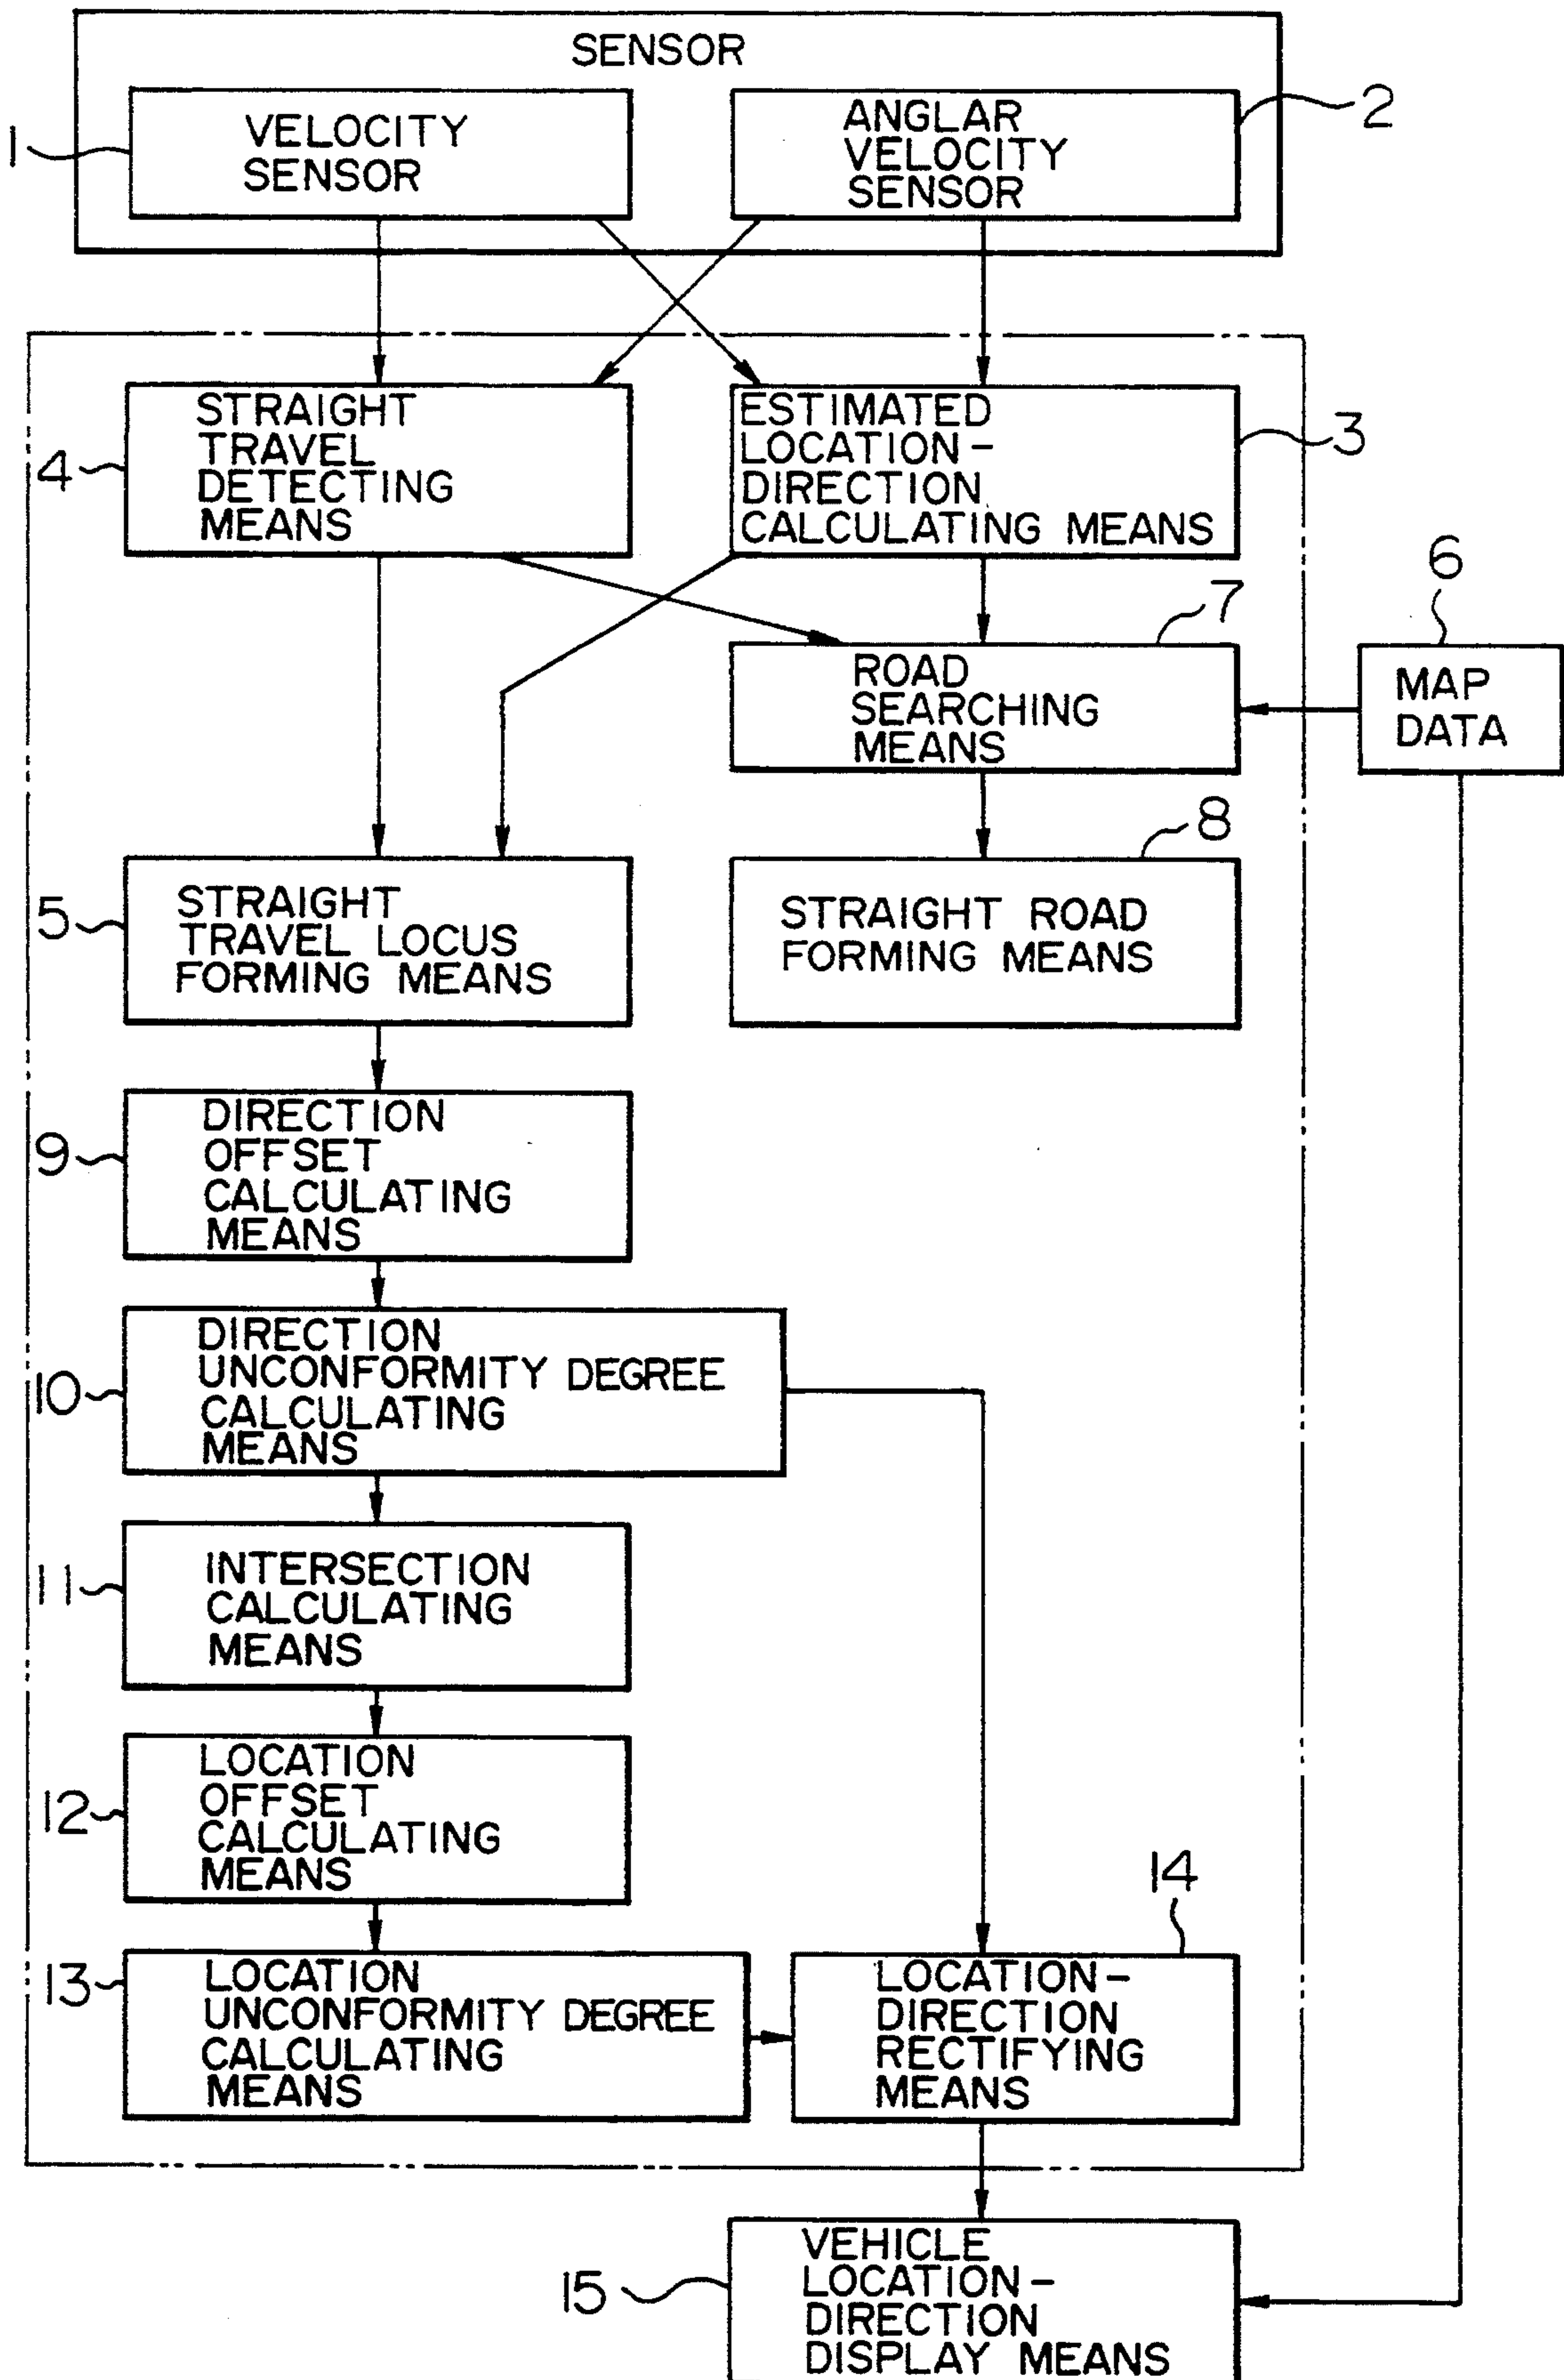 SENSOR
1
VELOCITY
SENSOR
ANGLAR
VELOCITY
SENSOR
2
4
STRAIGHT
TRAVEL
DETECTING
MEANS
ESTIMATED
LOCATION-
DIRECTION
CALCULATING MEANS
3
7
ROAD
SEARCHING
MEANS
6
MAP
DATA
5
STRAIGHT
TRAVEL LOCUS
FORMING MEANS
8
STRAIGHT ROAD
FORMING MEANS
9
DIRECTION
OFFSET
CALCULATING
MEANS
10
DIRECTION
UNCONFORMITY DEGREE
CALCULATING
MEANS
11
INTERSECTION
CALCULATING
MEANS
12
LOCATION
OFFSET
CALCULATING
MEANS
13
LOCATION
UNCONFORMITY DEGREE
CALCULATING
MEANS
14
LOCATION-
DIRECTION
RECTIFYING
MEANS
15
VEHICLE
LOCATION-
DIRECTION
DISPLAY MEANS